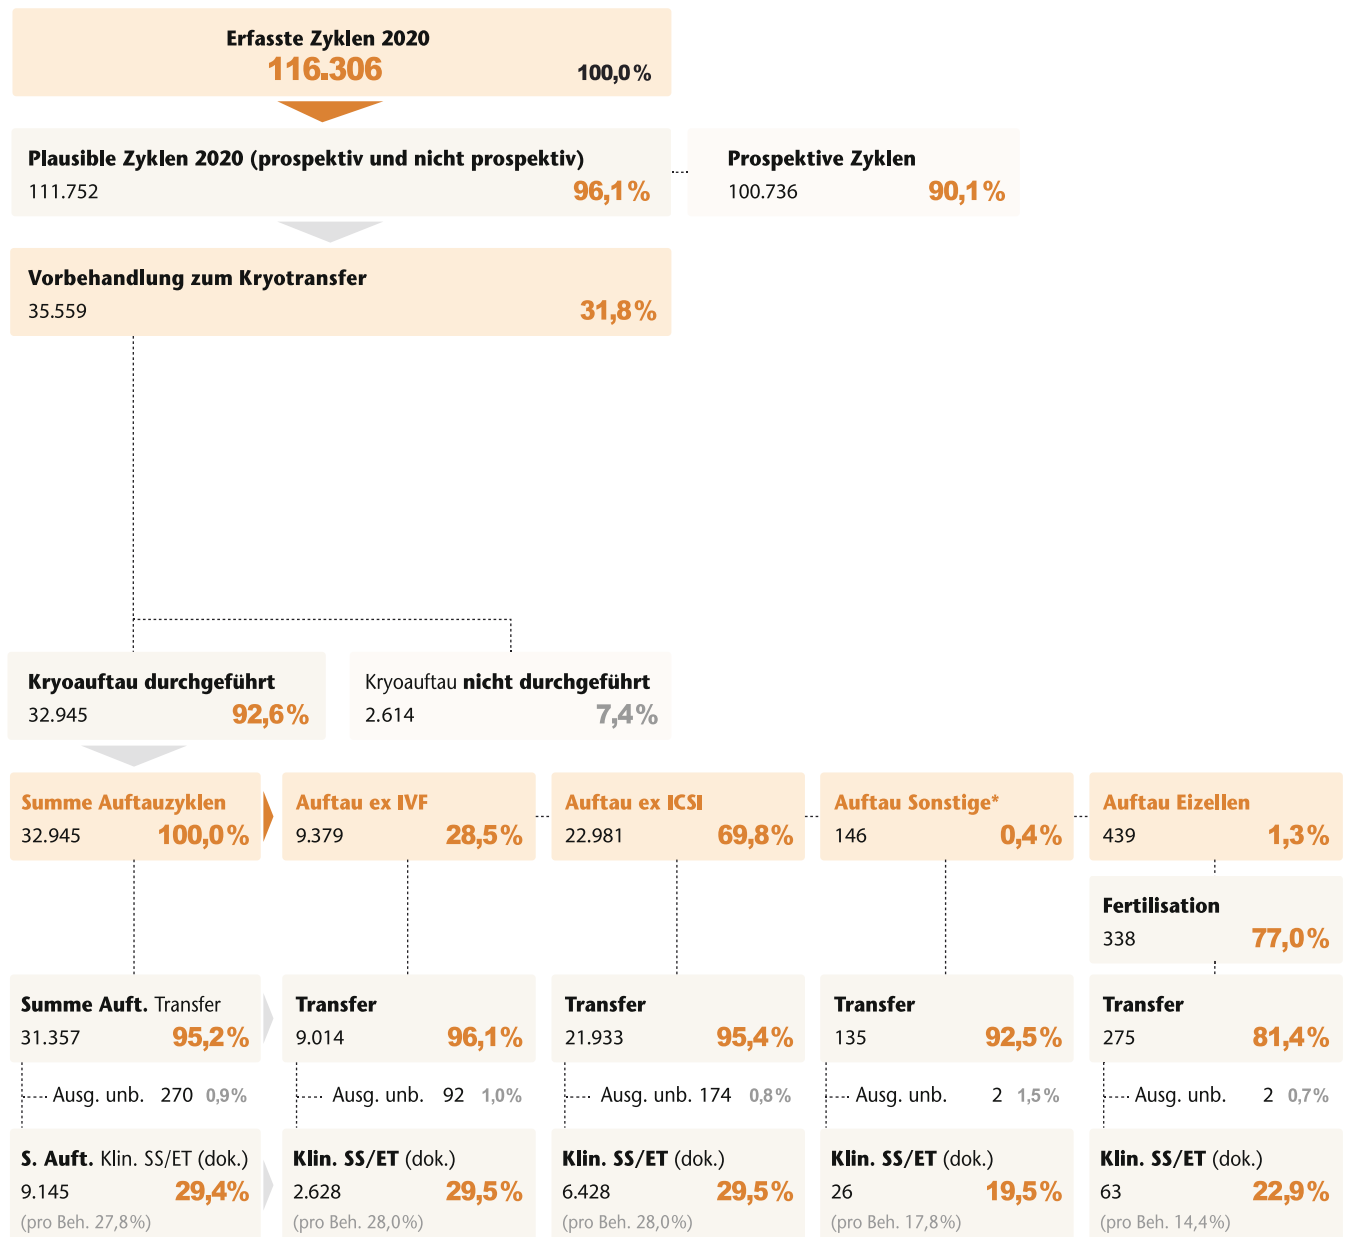 Erfasste Zyklen 2020
116.306 100,0 %
Plausible Zyklen 2020 (prospektiv und nicht prospektiv)
111.752 96,1 %
Prospektive Zyklen
100.736 90,1 %
Vorbehandlung zum Kryotransfer
35.559 31,8 %
Kryoauftau durchgeführt
32.945 92,6 %
Kryoauftau nicht durchgeführt
2.614 7,4 %
Summe Auftauzyklen
32.945 100,0 %
Auftau ex IVF
9.379 28,5 %
Auftau ex ICSI
22.981 69,8 %
Auftau Sonstige*
146 0,4 %
Auftau Eizellen
439 1,3 %
Fertilisation
338 77,0 %
Summe Auft. Transfer
31.357 95,2 %
Transfer
9.014 96,1 %
Transfer
21.933 95,4 %
Transfer
135 92,5 %
Transfer
275 81,4 %
Ausg. unb. 270 0,9 %
Ausg. unb. 92 1,0 %
Ausg. unb. 174 0,8 %
Ausg. unb. 2 1,5 %
Ausg. unb. 2 0,7 %
S. Auft. Klin. SS/ET (dok.)
9.145 29,4 %
(pro Beh. 27,8 %)
Klin. SS/ET (dok.)
2.628 29,5 %
(pro Beh. 28,0 %)
Klin. SS/ET (dok.)
6.428 29,5 %
(pro Beh. 28,0 %)
Klin. SS/ET (dok.)
26 19,5 %
(pro Beh. 17,8 %)
Klin. SS/ET (dok.)
63 22,9 %
(pro Beh. 14,4 %)